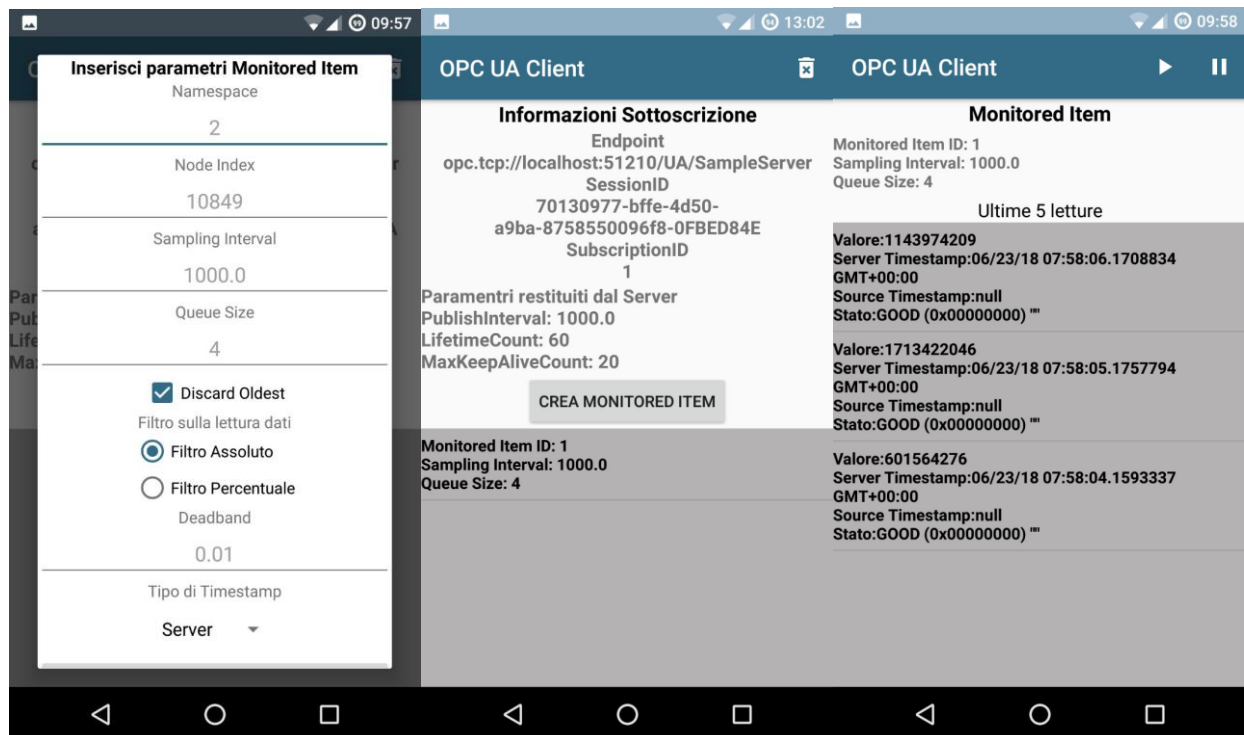 09:57
Inserisci parametri Monitored Item
Namespace
2
Node Index
10849
Sampling Interval
1000.0
Queue Size
4
Discard Oldest
Filtro sulla lettura dati
Filtro Assoluto
Filtro Percentuale
Deadband
0.01
Tipo di Timestamp
Server
13:02
OPC UA Client
Informazioni Sottoscrizione
Endpoint
opc.tcp://localhost:51210/UA/SampleServer
SessionID
70130977-bffe-4d50-
a9ba-8758550096f8-0FBED84E
SubscriptionID
1
Paramentri restituiti dal Server
PublishInterval: 1000.0
LifetimeCount: 60
MaxKeepAliveCount: 20
CREA MONITORED ITEM
Monitored Item ID: 1
Sampling Interval: 1000.0
Queue Size: 4
09:58
OPC UA Client
Monitored Item
Monitored Item ID: 1
Sampling Interval: 1000.0
Queue Size: 4
Ultime 5 letture
Valore:1143974209
Server Timestamp:06/23/18 07:58:06.1708834
GMT+00:00
Source Timestamp:null
Stato:GOOD (0x00000000) ""
Valore:1713422046
Server Timestamp:06/23/18 07:58:05.1757794
GMT+00:00
Source Timestamp:null
Stato:GOOD (0x00000000) ""
Valore:601564276
Server Timestamp:06/23/18 07:58:04.1593337
GMT+00:00
Source Timestamp:null
Stato:GOOD (0x00000000) ""